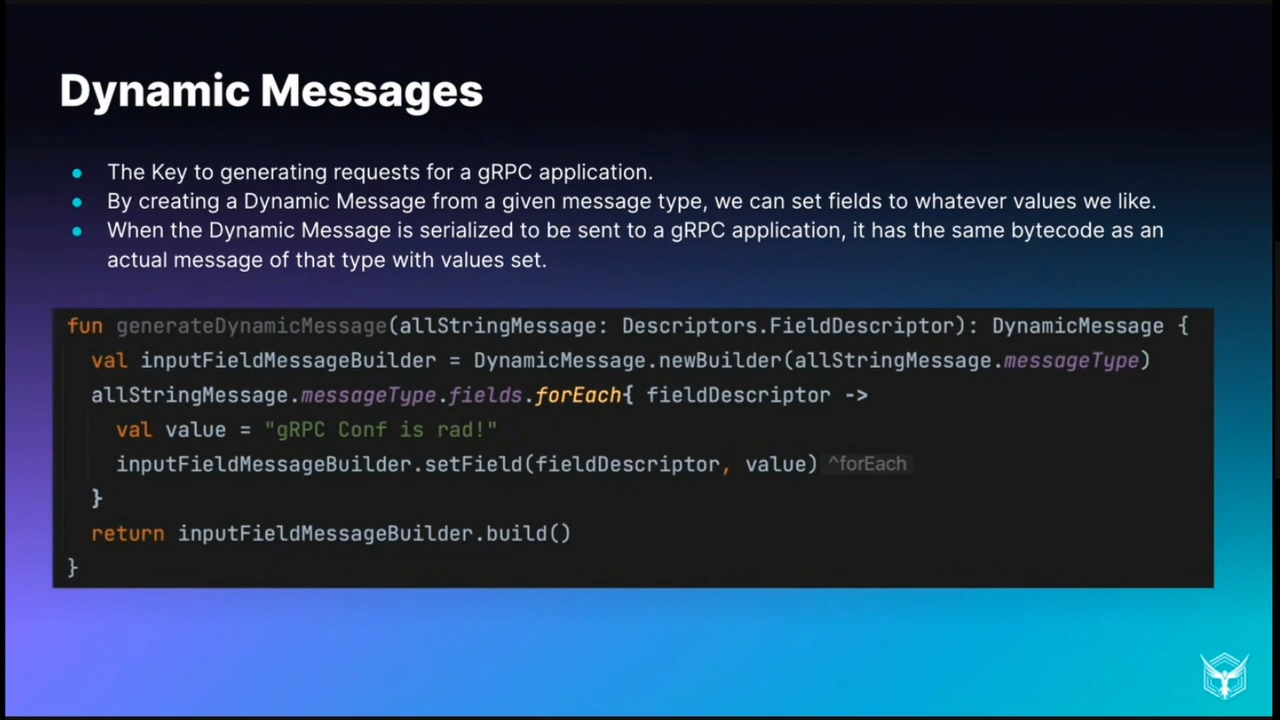 Dynamic Messages
• The Key to generating requests for a gRPC application.
• By creating a Dynamic Message from a given message type, we can set fields to whatever values we like.
• When the Dynamic Message is serialized to be sent to a gRPC application, it has the same bytecode as an
actual message of that type with values set.
fun generateDynamicMessage(allStringMessage: Descriptors.FieldDescriptor): DynamicMessage {
val inputFieldMessageBuilder = DynamicMessage.newBuilder(allStringMessage.messageType)
allStringMessage.messageType.fields.forEach{ fieldDescriptor ->
val value = "gRPC Conf is rad!"
inputFieldMessageBuilder.setField(fieldDescriptor, value) ^forEach
}
return inputFieldMessageBuilder.build()
}